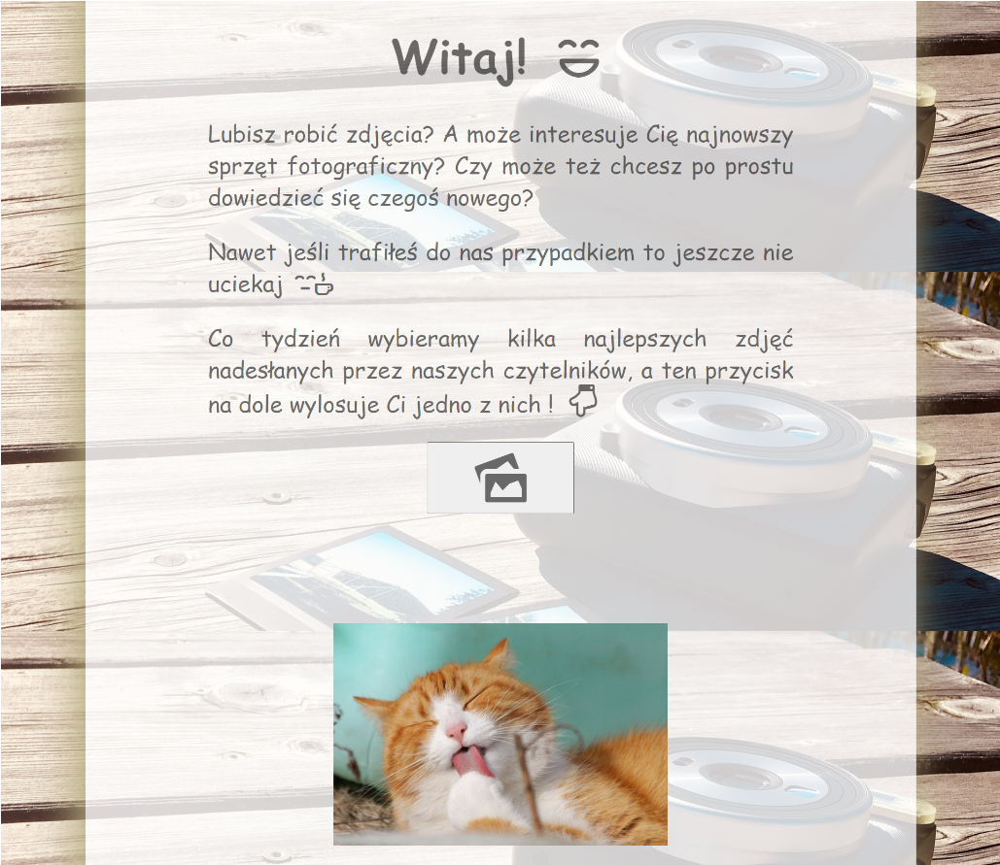 Witaj!
Lubisz robić zdjęcia? A może interesuje Cię najnowszy
sprzęt fotograficzny? Czy może też chcesz po prostu
dowiedzieć się czegoś nowego?
Nawet jeśli trafiłeś do nas przypadkiem to jeszcze nie
uciekaj
Co tydzień wybieramy kilka najlepszych zdjęć
nadesłanych przez naszych czytelników, a ten przycisk
na dole wylosuje Ci jedno z nich !